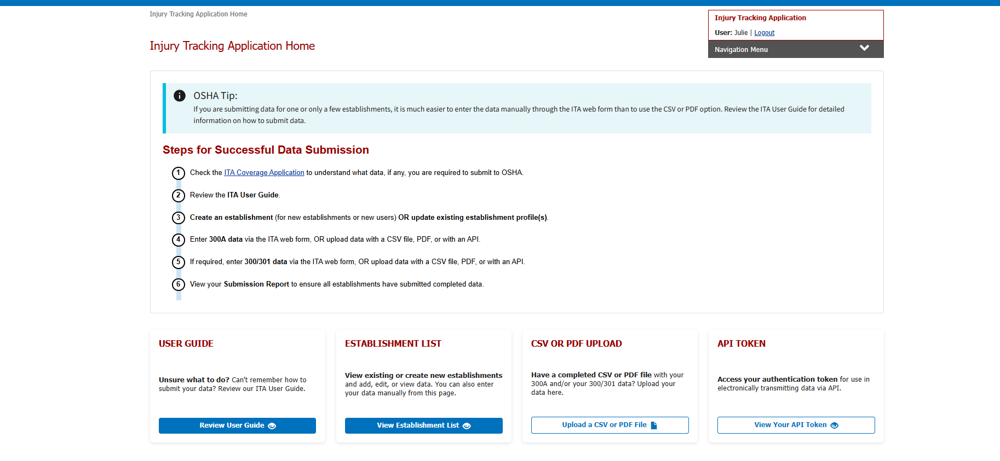 Injury Tracking Application Home
Injury Tracking Application
User: Julie | Logout
Navigation Menu
Injury Tracking Application Home
OSHA Tip:
If you are submitting data for one or only a few establishments, it is much easier to enter the data manually through the ITA web form than to use the CSV or PDF option. Review the ITA User Guide for detailed
information on how to submit data.
Steps for Successful Data Submission
1 Check the ITA Coverage Application to understand what data, if any, you are required to submit to OSHA.
2 Review the ITA User Guide.
3 Create an establishment (for new establishments or new users) OR update existing establishment profile(s).
4 Enter 300A data via the ITA web form, OR upload data with a CSV file, PDF, or with an API.
5 If required, enter 300/301 data via the ITA web form, OR upload data with a CSV file, PDF, or with an API.
6 View your Submission Report to ensure all establishments have submitted completed data.
USER GUIDE
Unsure what to do? Can't remember how to
submit your data? Review our ITA User Guide.
Review User Guide
ESTABLISHMENT LIST
View existing or create new establishments
and add, edit, or view data. You can also enter
your data manually from this page.
View Establishment List
CSV OR PDF UPLOAD
Have a completed CSV or PDF file with your
300A and/or your 300/301 data? Upload your
data here.
Upload a CSV or PDF File
API TOKEN
Access your authentication token for use in
electronically transmitting data via API.
View Your API Token